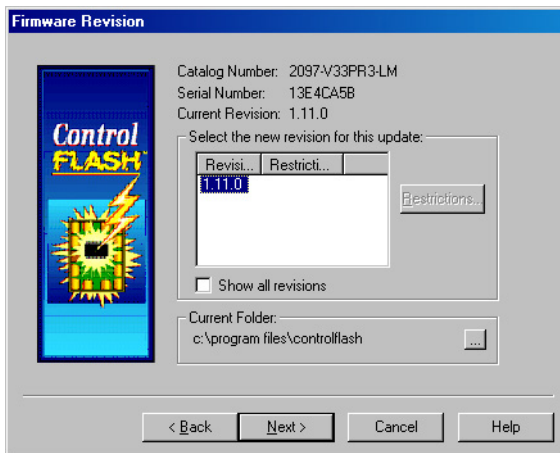 Firmware Revision
Control
FLASH™
Catalog Number: 2097-V33PR3-LM
Serial Number: 13E4CA5B
Current Revision: 1.11.0
Select the new revision for this update:
Revisi... Restricti...
1.11.0
Restrictions...
Show all revisions
Current Folder:
c:\program files\controlflash
...
< Back Next > Cancel Help